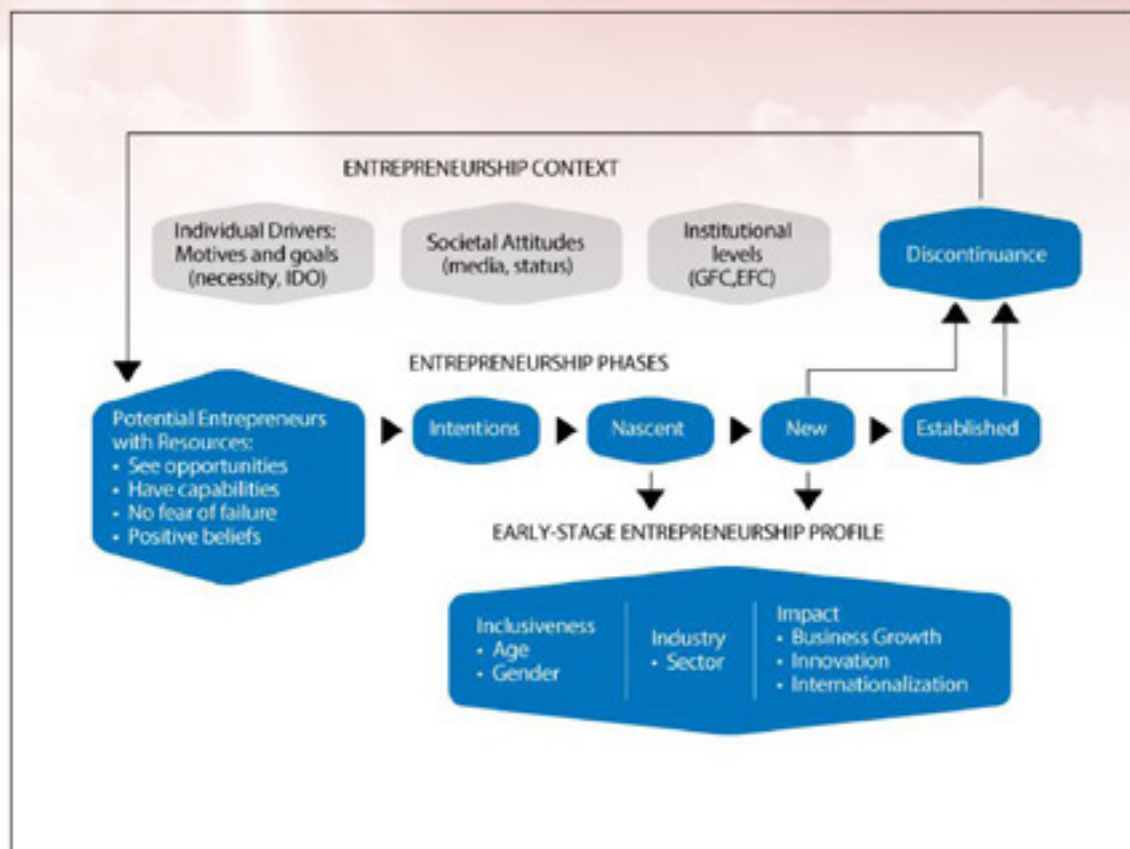 ENTREPRENEURSHIP CONTEXT
Individual Drivers:
Motives and goals
(necessity, IDO)
Societal Attitudes
(media, status)
Institutional
levels
(GFC,EFC)
Discontinuance
ENTREPRENEURSHIP PHASES
Potential Entrepreneurs
with Resources:
• See opportunities
• Have capabilities
• No fear of failure
• Positive beliefs
Intentions
Nascent
New
Established
EARLY-STAGE ENTREPRENEURSHIP PROFILE
Inclusiveness
• Age
• Gender
Industry
• Sector
Impact
• Business Growth
• Innovation
• Internationalization